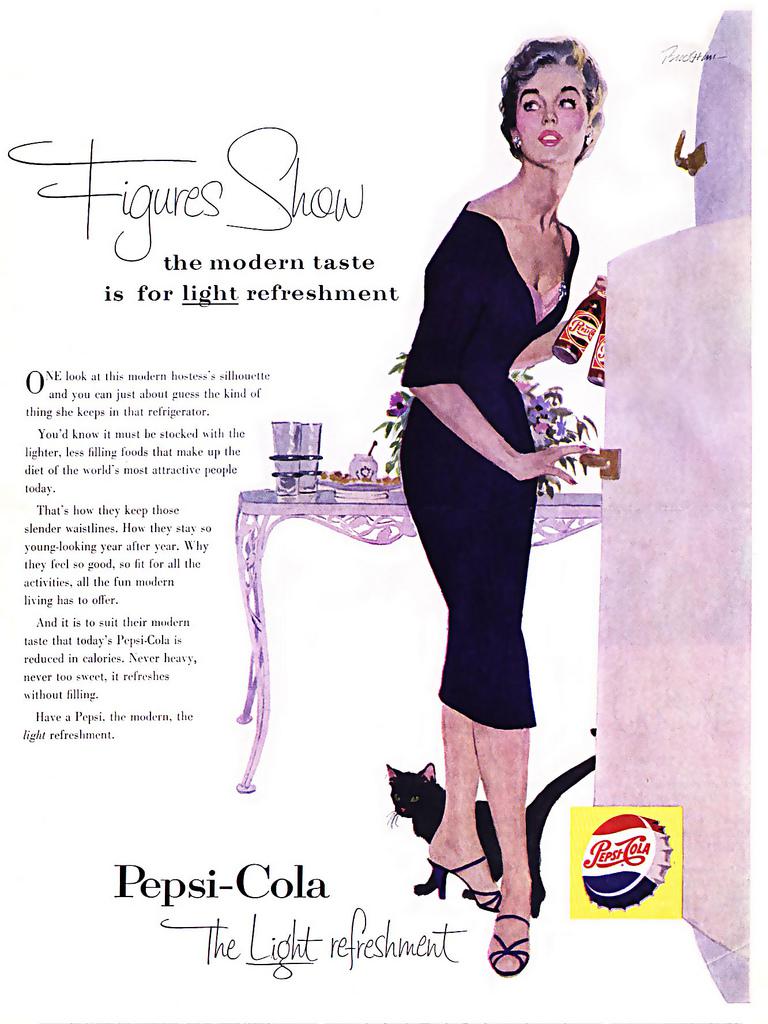 Figures Show
the modern taste
is for light refreshment
ONE look at this modern hostess's silhouette
and you can just about guess the kind of
thing she keeps in that refrigerator.
You'd know it must be stocked with the
lighter, less filling foods that make up the
diet of the world's most attractive people
today.
That's how they keep those
slender waistlines. How they stay so
young-looking year after year. Why
they feel so good, so fit for all the
activities, all the fun modern
living has to offer.
And it is to suit their modern
taste that today's Pepsi-Cola is
reduced in calories. Never heavy,
never too sweet, it refreshes
without filling.
Have a Pepsi, the modern, the
light refreshment.
Pepsi-Cola
The Light refreshment
PEPSI-COLA